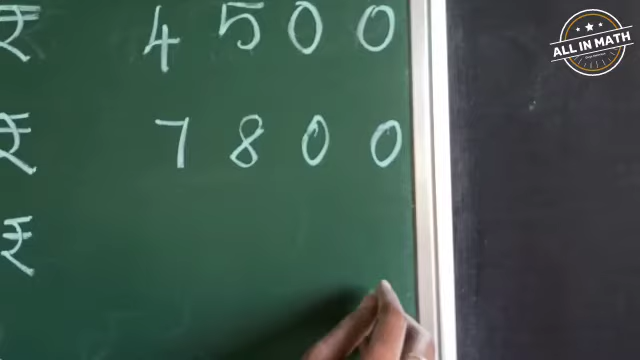 ₹ 4500
₹ 7800
₹
ALL IN MATH